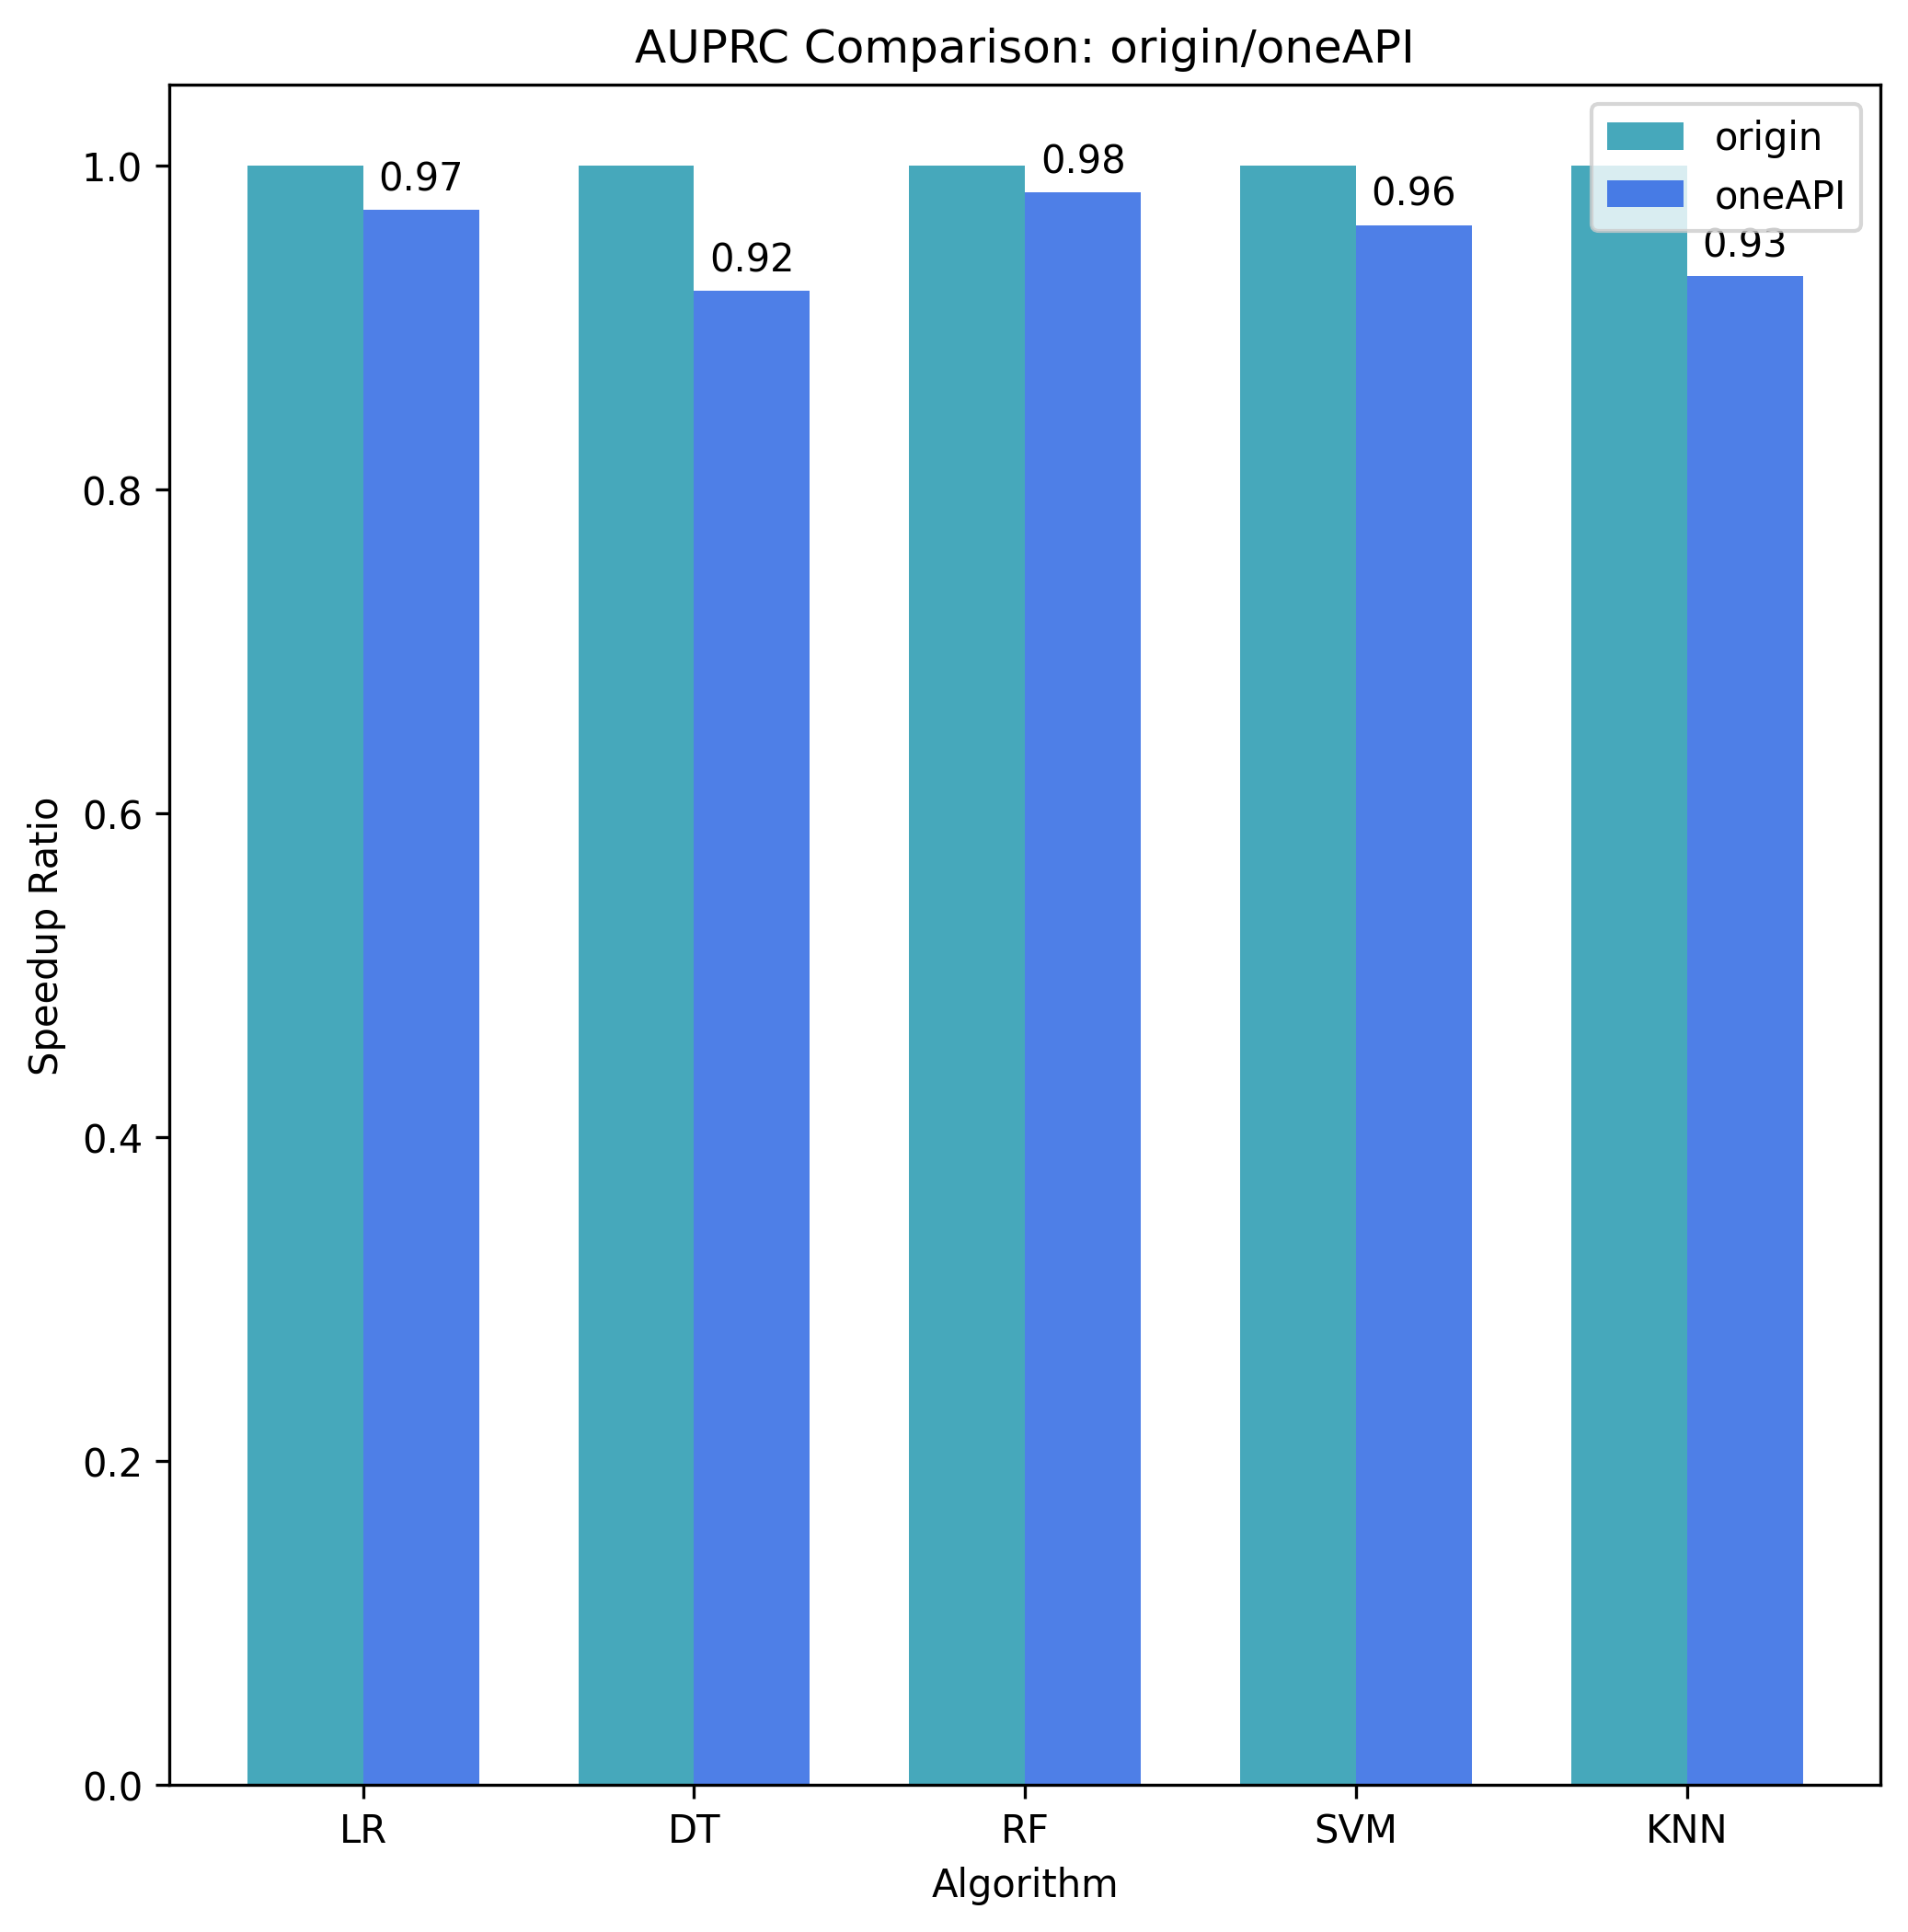 AUPRC Comparison: origin/oneAPI
origin
oneAPI
0.97
0.92
0.98
0.96
0.93
1.0
0.8
0.6
0.4
0.2
0.0
Speedup Ratio
LR
DT
RF
SVM
KNN
Algorithm